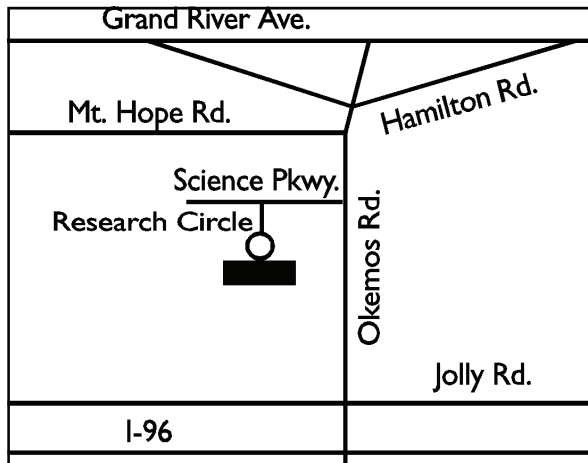 Grand River Ave.
Mt. Hope Rd.
Hamilton Rd.
Science Pkwy.
Research Circle
Okemos Rd.
Jolly Rd.
I-96